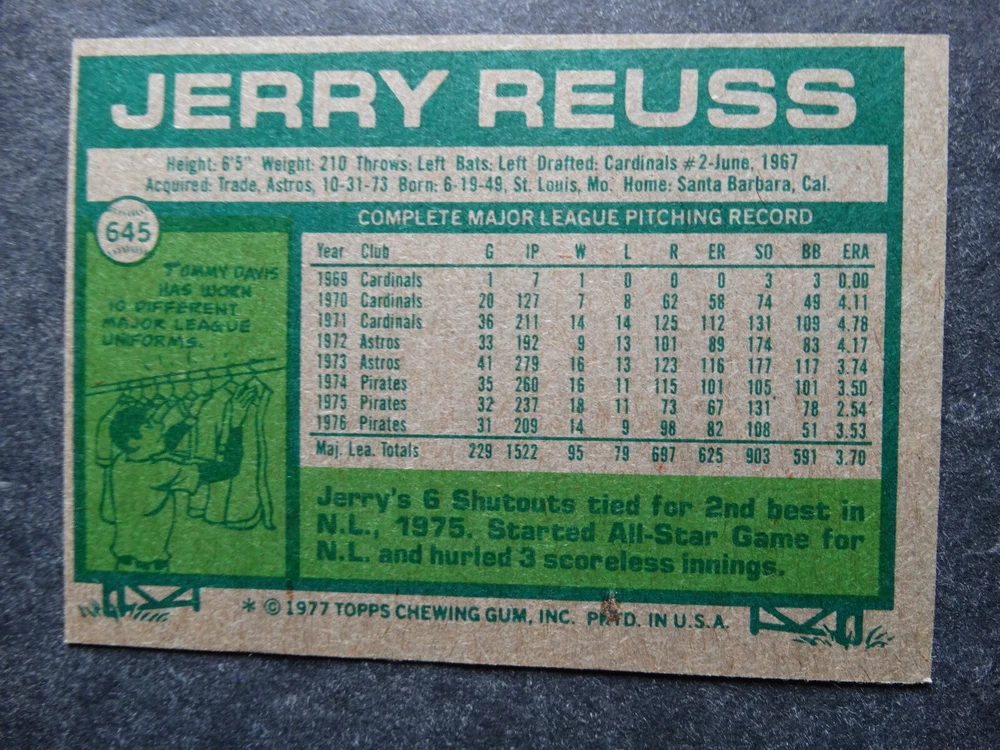 JERRY REUSS
Height: 6'5" Weight: 210 Throws: Left Bats: Left Drafted: Cardinals #2-June, 1967
Acquired: Trade, Astros, 10-31-73 Born: 6-19-49, St. Louis, Mo. Home: Santa Barbara, Cal.
645
TOMMY DAVIS
HAS WORN
10 DIFFERENT
MAJOR LEAGUE
UNIFORMS.
COMPLETE MAJOR LEAGUE PITCHING RECORD
Year Club G IP W L R ER SO BB ERA
1969 Cardinals 1 7 1 0 0 0 3 3 0.00
1970 Cardinals 20 127 7 8 62 58 74 49 4.11
1971 Cardinals 36 211 14 14 125 112 131 109 4.78
1972 Astros 33 192 9 13 101 89 174 83 4.17
1973 Astros 41 279 16 13 123 116 177 117 3.74
1974 Pirates 35 260 16 11 115 101 105 101 3.50
1975 Pirates 32 237 18 11 73 67 131 78 2.54
1976 Pirates 31 209 14 9 98 82 108 51 3.53
Maj. Lea. Totals 229 1522 95 79 697 625 903 591 3.70
Jerry's 6 Shutouts tied for 2nd best in
N.L., 1975. Started All-Star Game for
N.L. and hurled 3 scoreless innings.
* © 1977 TOPPS CHEWING GUM, INC. PRTD. IN U.S.A.